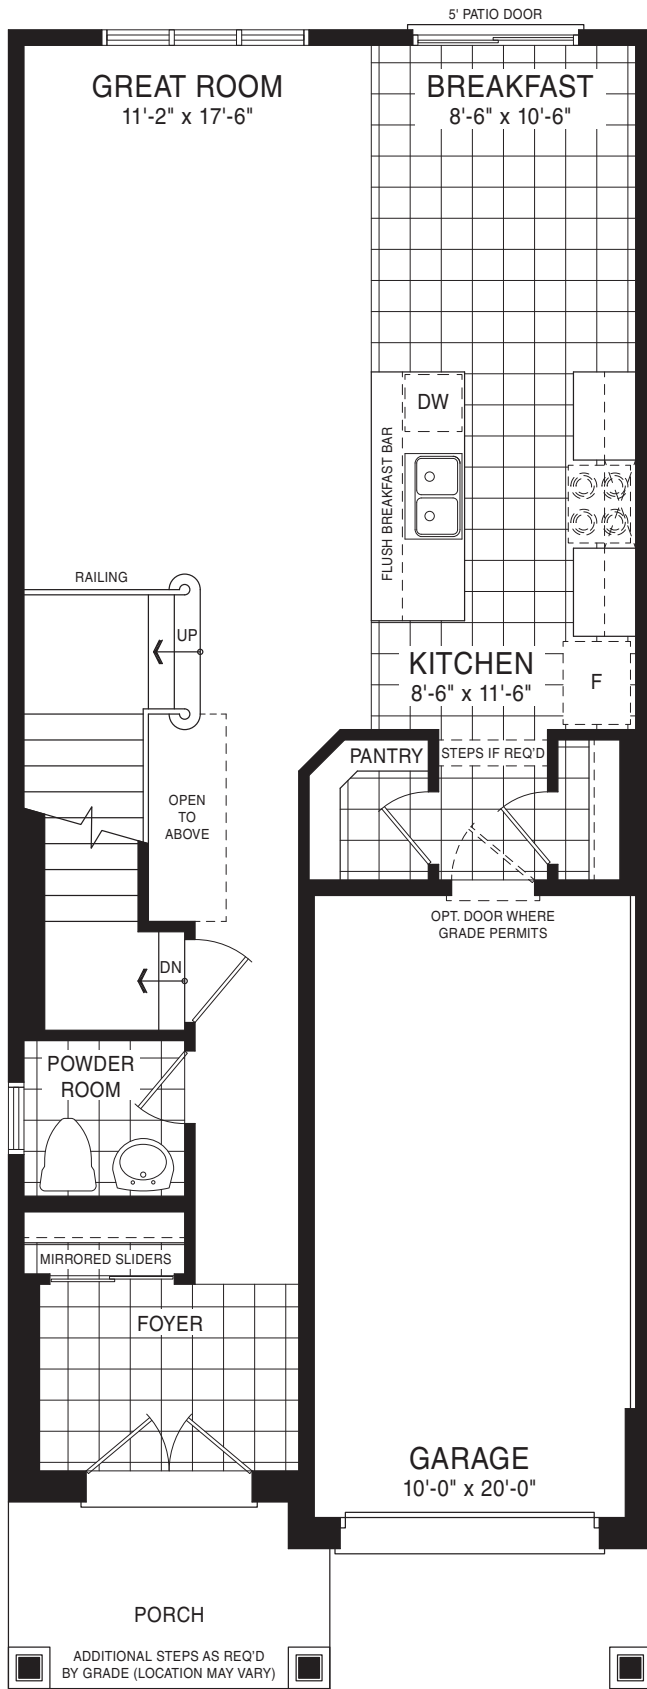 5' PATIO DOOR
GREAT ROOM
11'-2" x 17'-6"
BREAKFAST
8'-6" x 10'-6"
DW
FLUSH BREAKFAST BAR
RAILING
UP
KITCHEN
8'-6" x 11'-6"
F
PANTRY
STEPS IF REQ'D
OPEN
TO
ABOVE
OPT. DOOR WHERE
GRADE PERMITS
DN
POWDER
ROOM
MIRRORED SLIDERS
FOYER
GARAGE
10'-0" x 20'-0"
PORCH
ADDITIONAL STEPS AS REQ'D
BY GRADE (LOCATION MAY VARY)